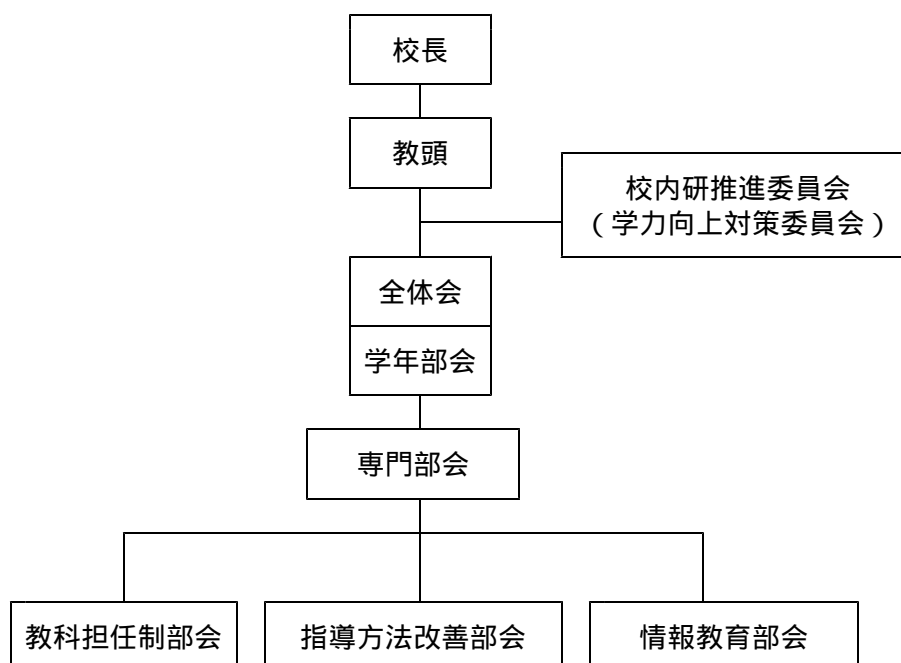 校長
教頭
校内研推進委員会
（学力向上対策委員会）
全体会
学年部会
専門部会
教科担任制部会
指導方法改善部会
情報教育部会